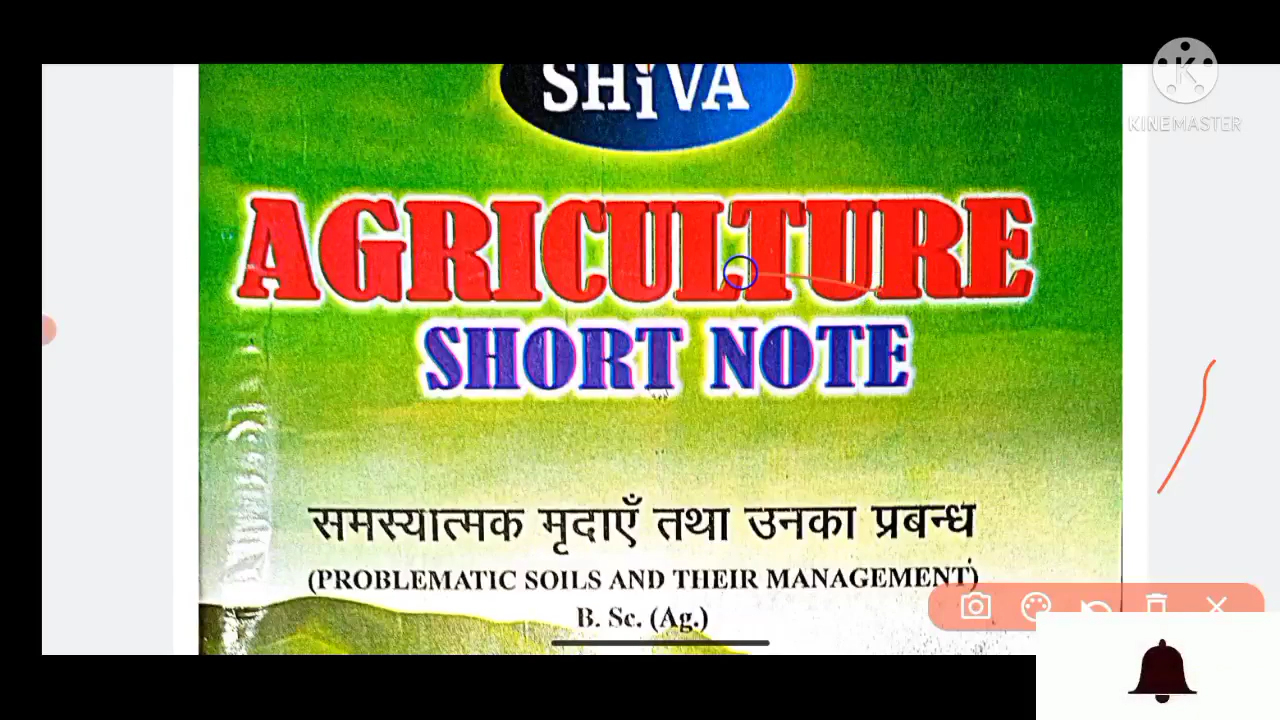 SHiVA
KINEMASTER
AGRICULTURE
SHORT NOTE
समस्यात्मक मृदाएँ तथा उनका प्रबन्ध
(PROBLEMATIC SOILS AND THEIR MANAGEMENT)
B. Sc. (Ag.)